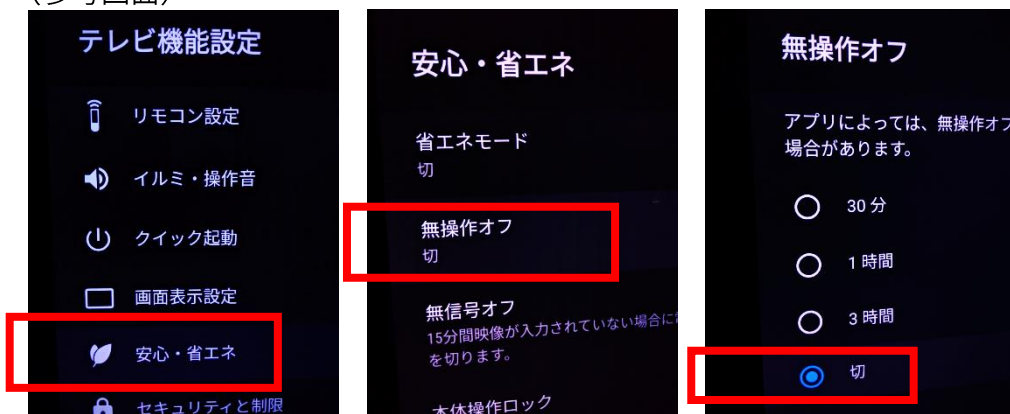 (参考画面)
テレビ機能設定
リモコン設定
イルミ・操作音
クイック起動
画面表示設定
安心・省エネ
セキュリティと制限
安心・省エネ
省エネモード
切
無操作オフ
切
無信号オフ
15分間映像が入力されていない場合に
を切ります。
本体操作ロック
無操作オフ
アプリによっては、無操作オフ
場合があります。
30分
1時間
3時間
切